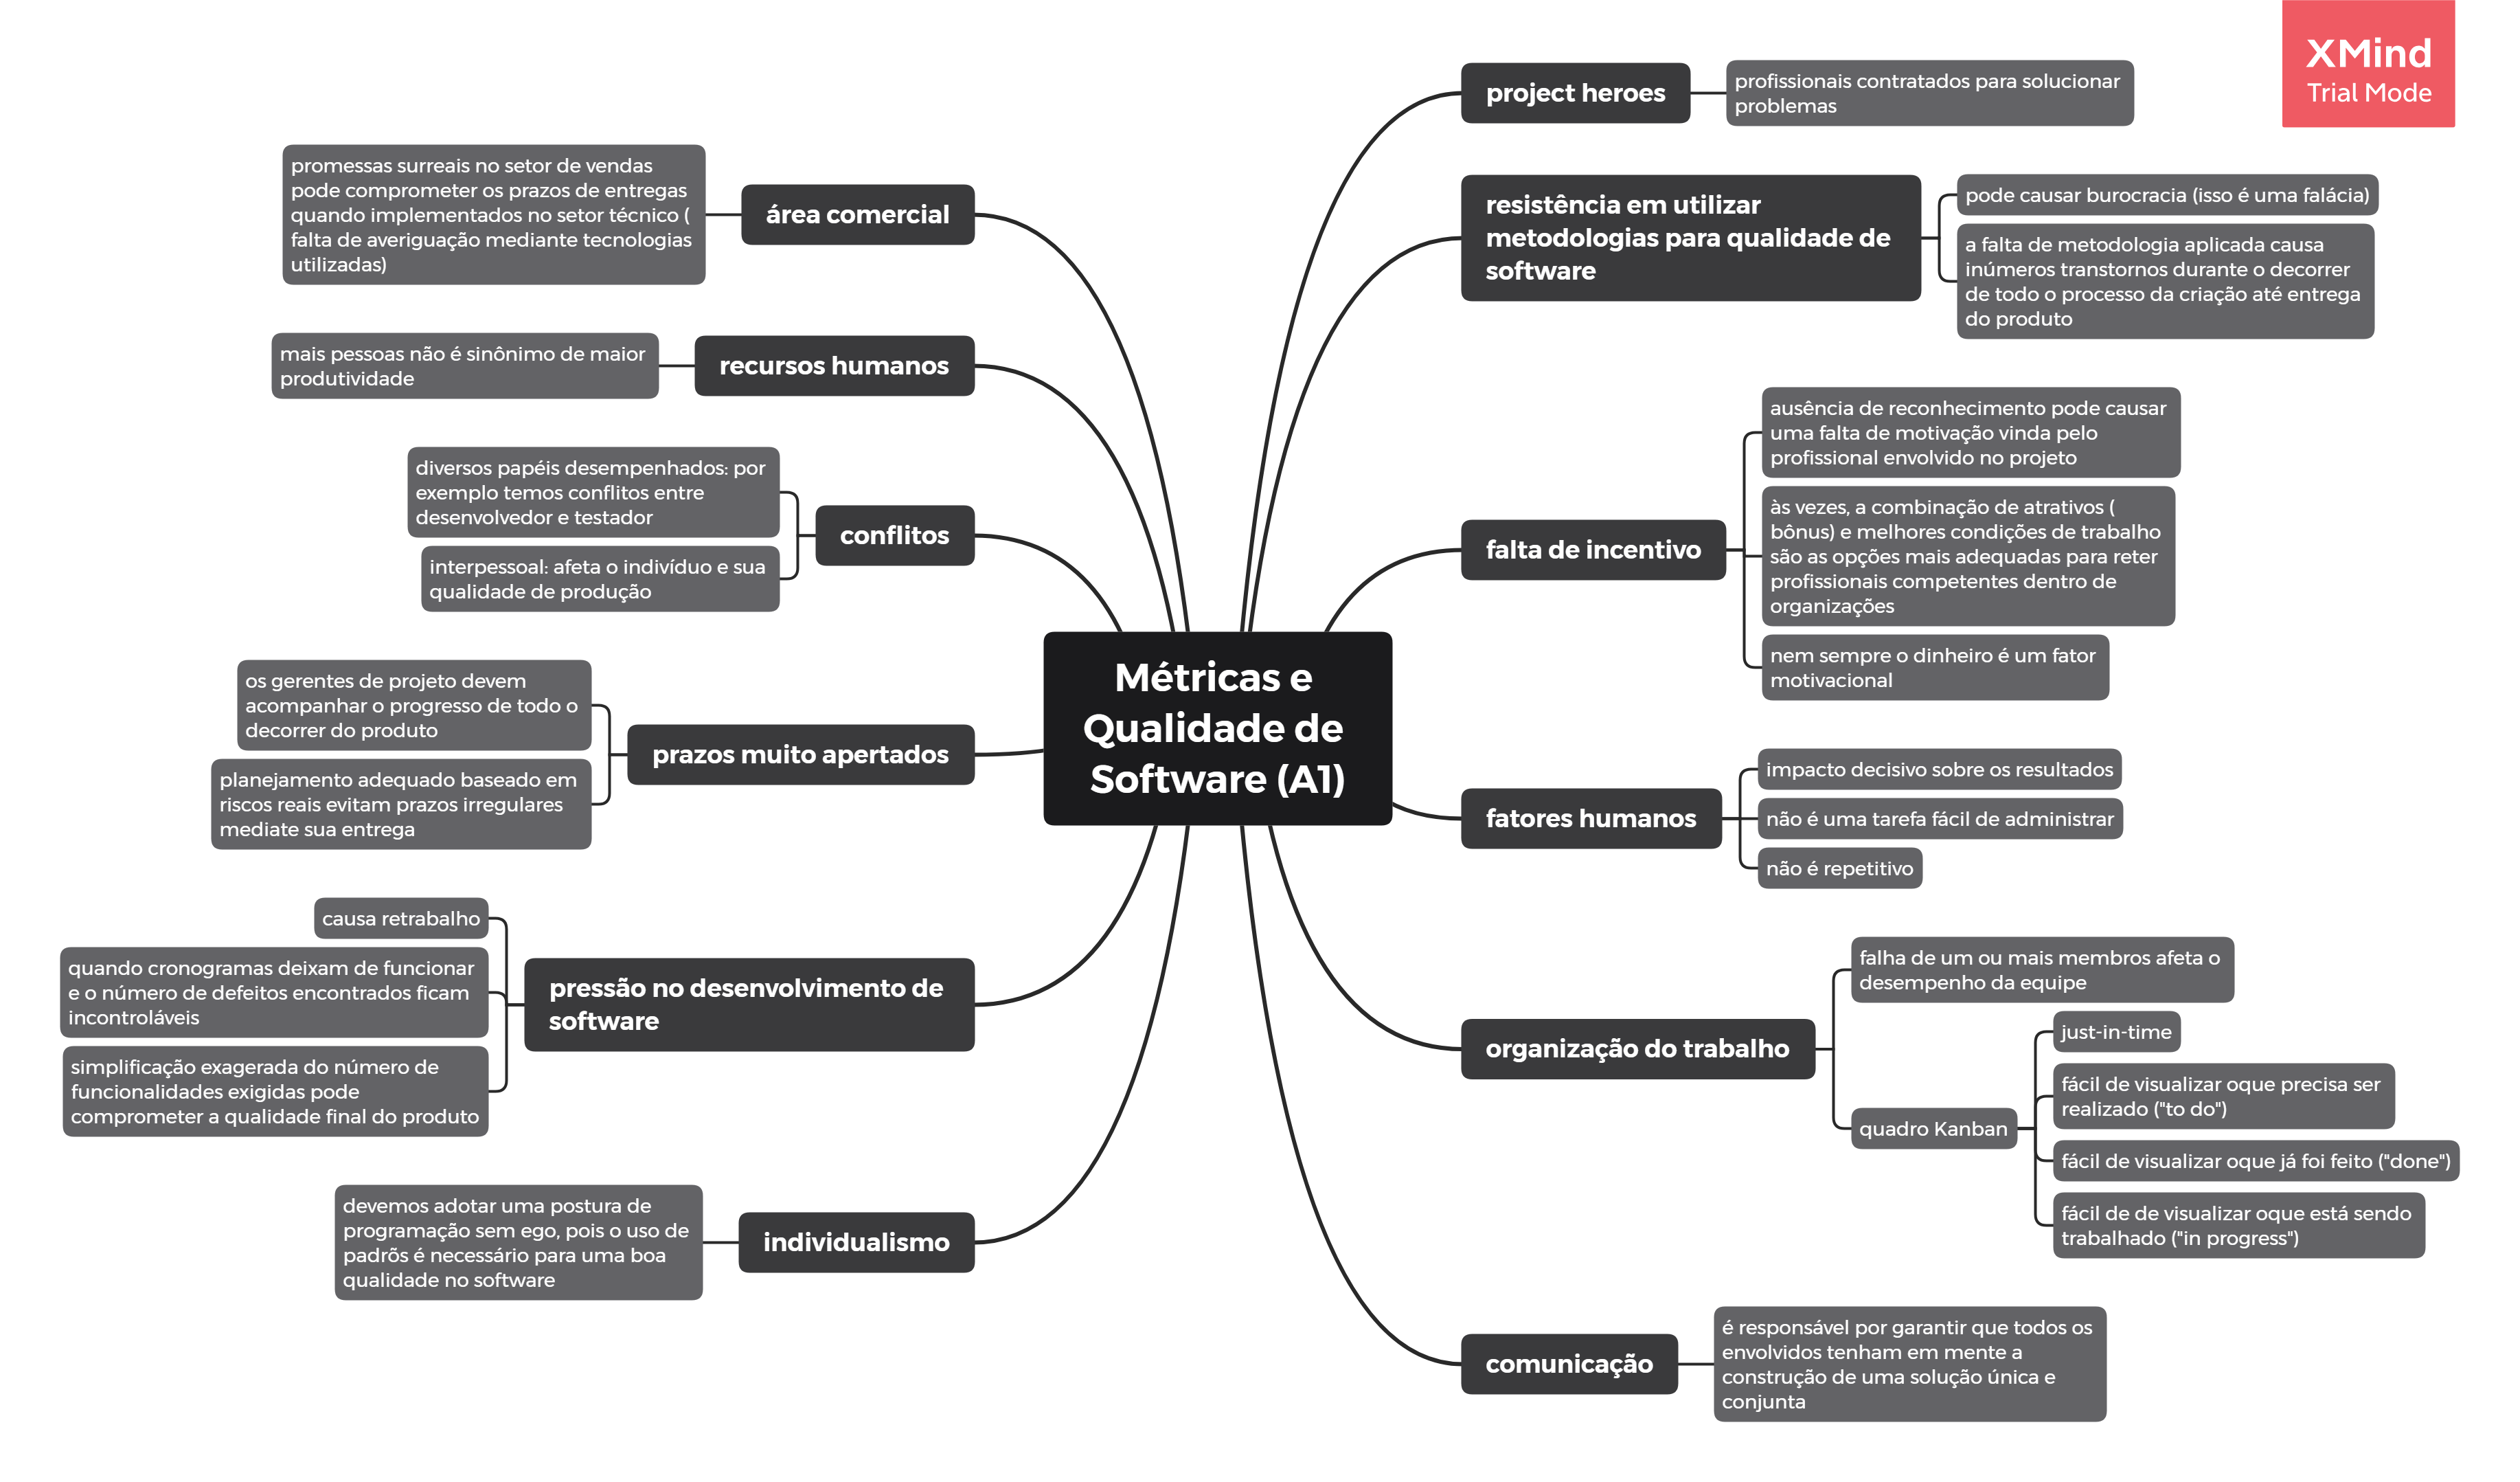 XMind
Trial Mode
Métricas e
Qualidade de
Software (A1)
project heroes
profissionais contratados para solucionar
problemas
resistência em utilizar
metodologias para qualidade de
software
pode causar burocracia (isso é uma falácia)
a falta de metodologia aplicada causa
inúmeros transtornos durante o decorrer
de todo o processo da criação até entrega
do produto
falta de incentivo
ausência de reconhecimento pode causar
uma falta de motivação vinda pelo
profissional envolvido no projeto
às vezes, a combinação de atrativos (
bônus) e melhores condições de trabalho
são as opções mais adequadas para reter
profissionais competentes dentro de
organizações
nem sempre o dinheiro é um fator
motivacional
fatores humanos
impacto decisivo sobre os resultados
não é uma tarefa fácil de administrar
não é repetitivo
organização do trabalho
falha de um ou mais membros afeta o
desempenho da equipe
quadro Kanban
just-in-time
fácil de visualizar oque precisa ser
realizado ("to do")
fácil de visualizar oque já foi feito ("done")
fácil de de visualizar oque está sendo
trabalhado ("in progress")
comunicação
é responsável por garantir que todos os
envolvidos tenham em mente a
construção de uma solução única e
conjunta
área comercial
promessas surreais no setor de vendas
pode comprometer os prazos de entregas
quando implementados no setor técnico (
falta de averiguação mediante tecnologias
utilizadas)
recursos humanos
mais pessoas não é sinônimo de maior
produtividade
conflitos
diversos papéis desempenhados: por
exemplo temos conflitos entre
desenvolvedor e testador
interpessoal: afeta o indivíduo e sua
qualidade de produção
prazos muito apertados
os gerentes de projeto devem
acompanhar o progresso de todo o
decorrer do produto
planejamento adequado baseado em
riscos reais evitam prazos irregulares
mediate sua entrega
pressão no desenvolvimento de
software
causa retrabalho
quando cronogramas deixam de funcionar
e o número de defeitos encontrados ficam
incontroláveis
simplificação exagerada do número de
funcionalidades exigidas pode
comprometer a qualidade final do produto
individualismo
devemos adotar uma postura de
programação sem ego, pois o uso de
padrõs é necessário para uma boa
qualidade no software